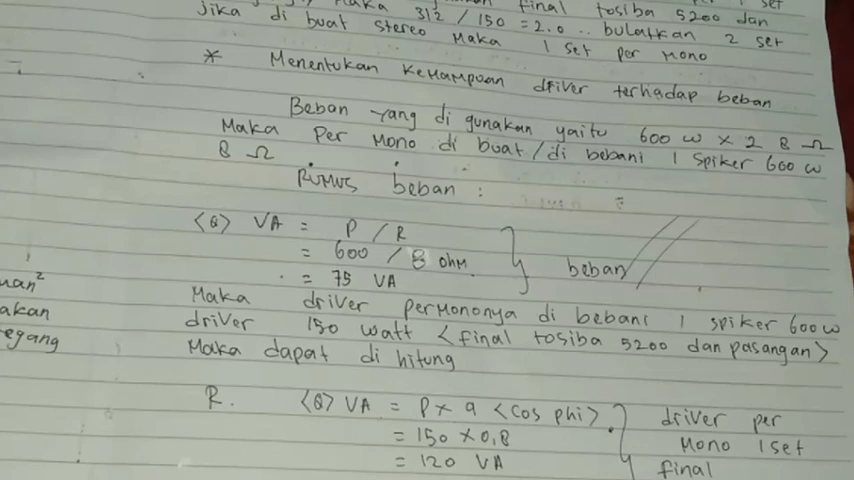 final tosiba 5200 dan
Maka 312 / 150 = 2.0 .. bulatkan 2 set
jika di buat stereo Maka 1 set per Mono
* Menentukan Kemampuan driver terhadap beban
Beban yang di gunakan yaitu 600 w x 2 8 Ω
Maka Per Mono di buat / di bebani 1 spiker 600 w
8 Ω
RUMUS beban :
<Q> VA = P / R
= 600 / 8 ohm
= 75 VA
} beban
Maka driver permononya di bebani 1 spiker 600 w
driver 150 watt < final tosiba 5200 dan pasangan >
Maka dapat di hitung
R. <Q> VA = P x a < cos phi >
= 150 x 0,8
= 120 VA
} driver per
Mono 1 set
final
uan²
akan
egang